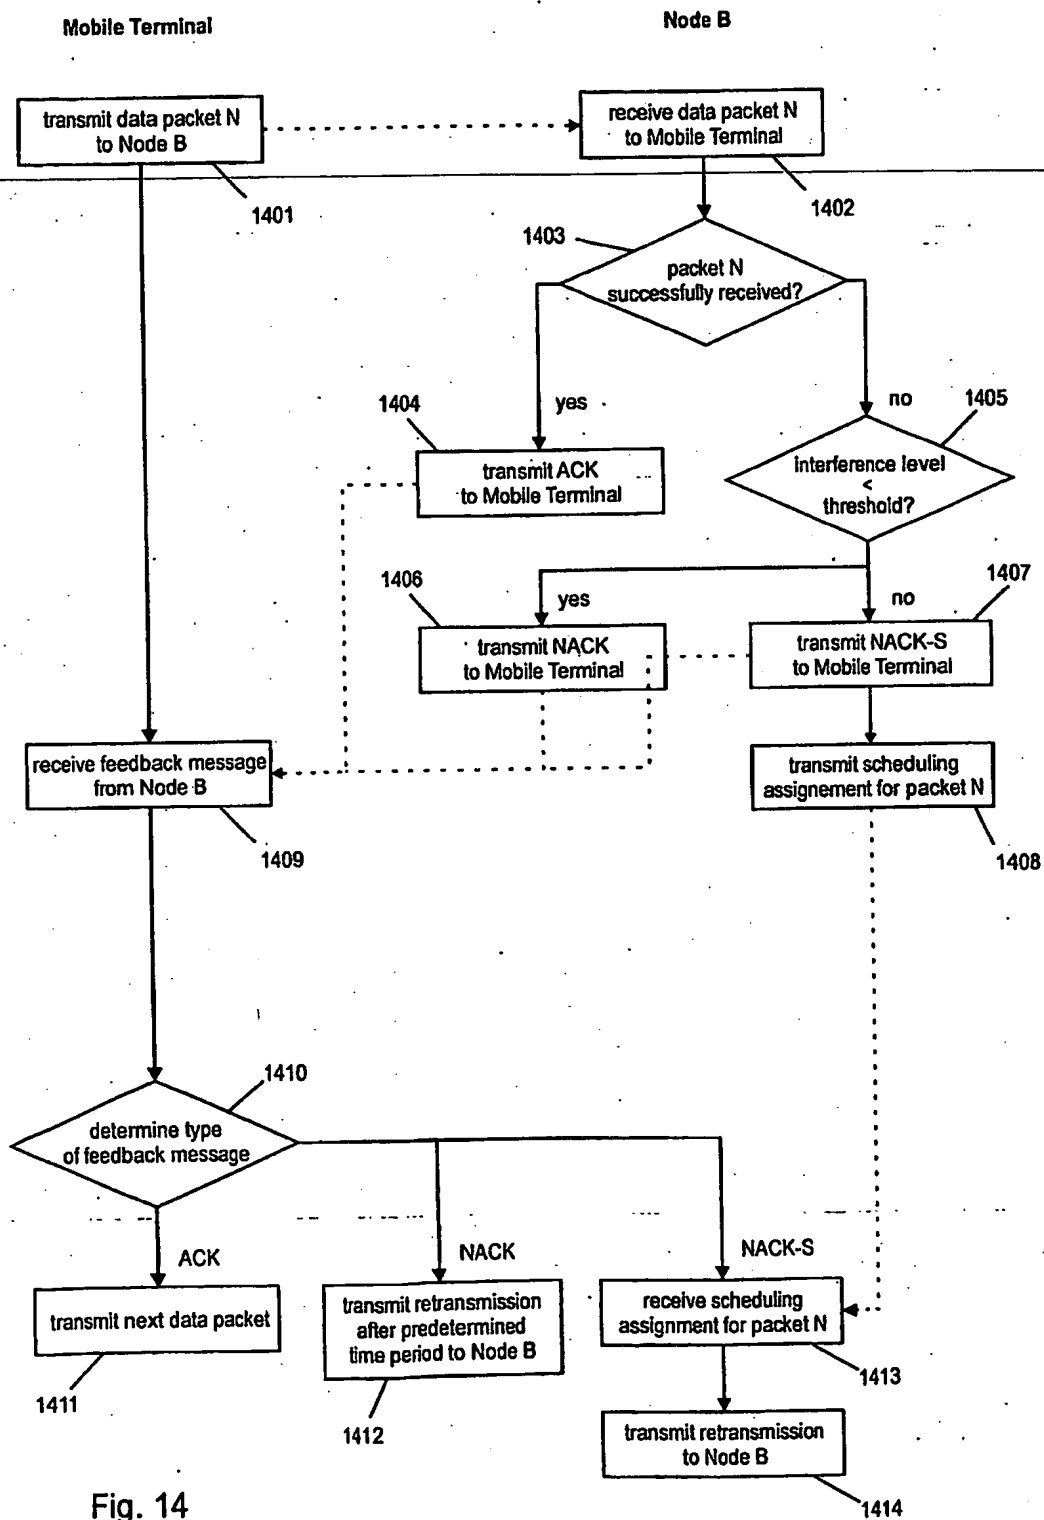 Mobile Terminal
Node B
transmit data packet N
to Node B
1401
receive data packet N
to Mobile Terminal
1402
1403
packet N
successfully received?
yes
no
1404
transmit ACK
to Mobile Terminal
1405
interference level
<
threshold?
1406
yes
transmit NACK
to Mobile Terminal
no
1407
transmit NACK-S
to Mobile Terminal
receive feedback message
from Node B
1409
transmit scheduling
assignement for packet N
1408
1410
determine type
of feedback message
ACK
NACK
NACK-S
transmit next data packet
1411
transmit retransmission
after predetermined
time period to Node B
1412
receive scheduling
assignment for packet N
1413
transmit retransmission
to Node B
1414
Fig. 14